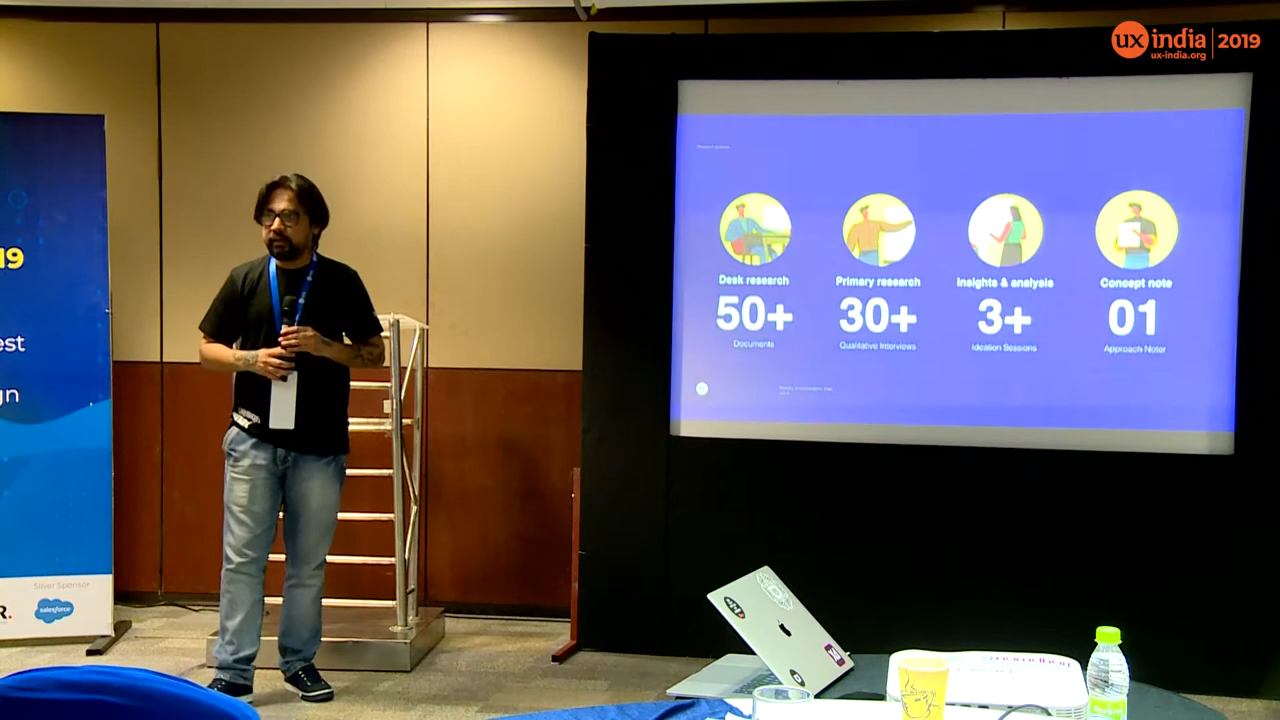 ux india | 2019
ux-india.org
19
est
gn
Silver Sponsor
R.
salesforce
Desk research
50+
Documents
Primary research
30+
Qualitative Interviews
Insights & analysis
3+
Ideation Sessions
Concept note
01
Approach Note